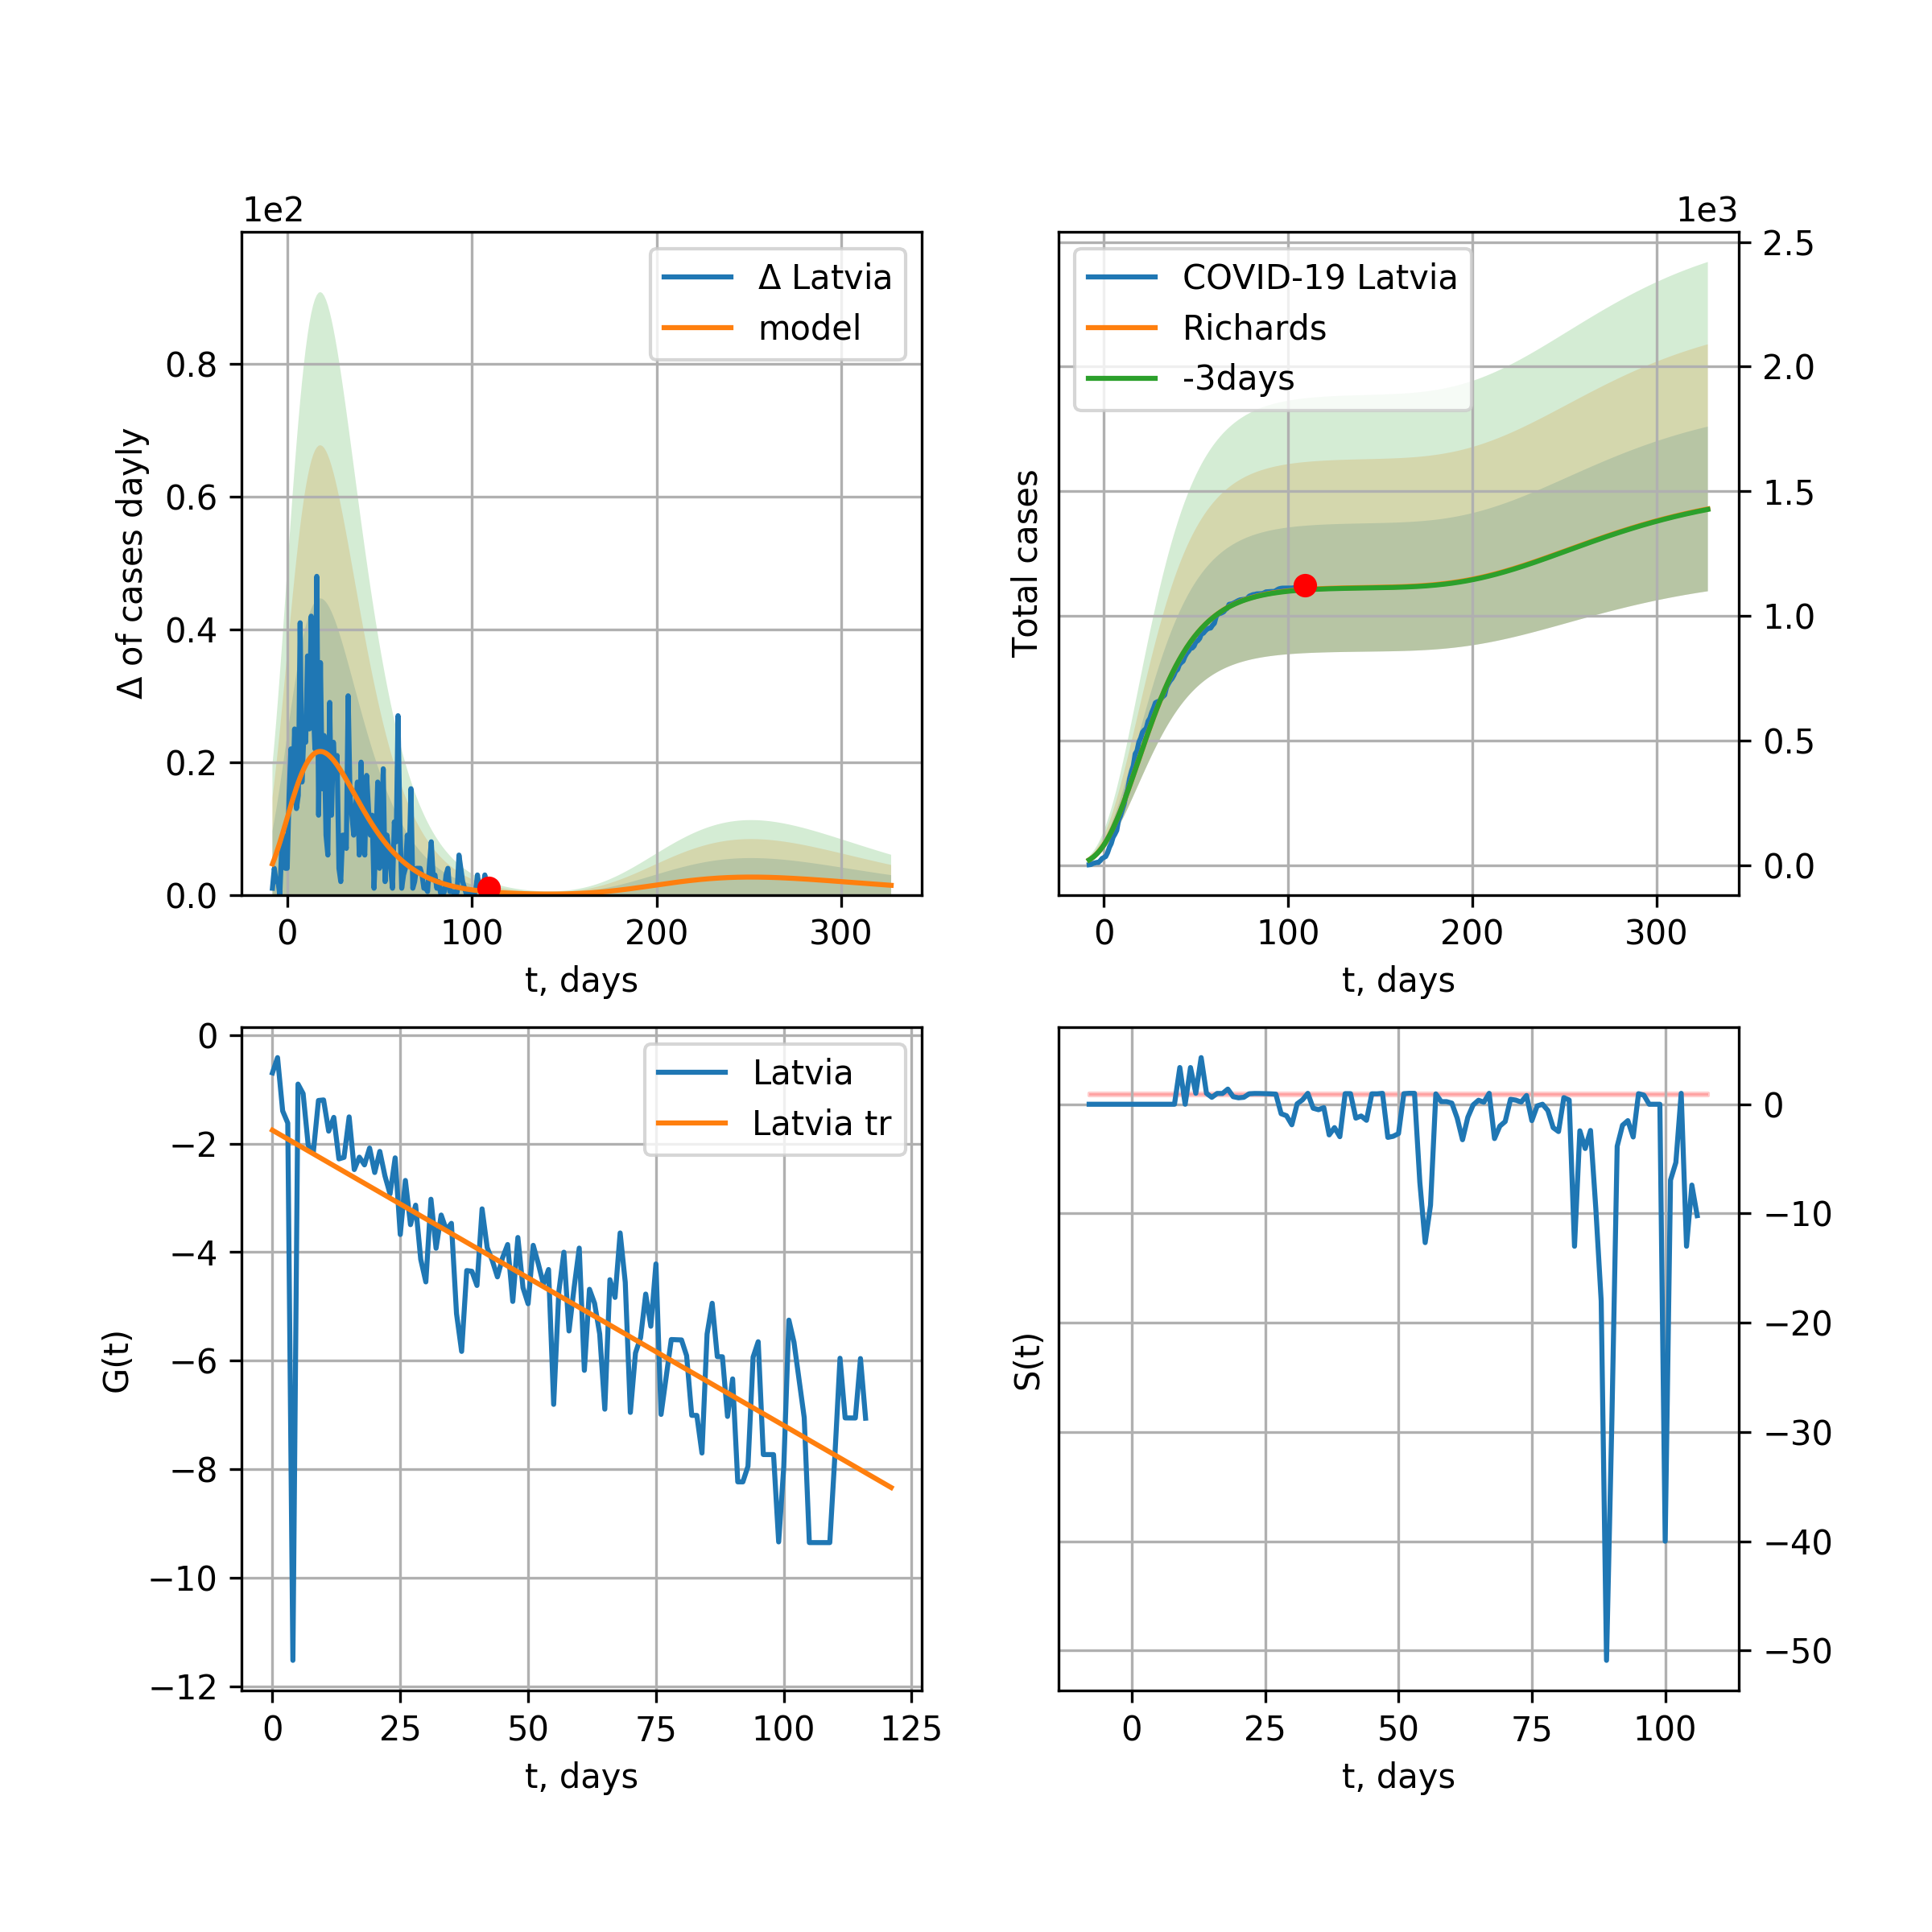 1e2
Δ Latvia
model
Δ of cases dayly
0.8
0.6
0.4
0.2
0.0
0 100 200 300
t, days
1e3
COVID-19 Latvia
Richards
-3days
Total cases
2.5
2.0
1.5
1.0
0.5
0.0
0 100 200 300
t, days
Latvia
Latvia tr
G(t)
0
−2
−4
−6
−8
−10
−12
0 25 50 75 100 125
t, days
S(t)
0
−10
−20
−30
−40
−50
0 25 50 75 100
t, days